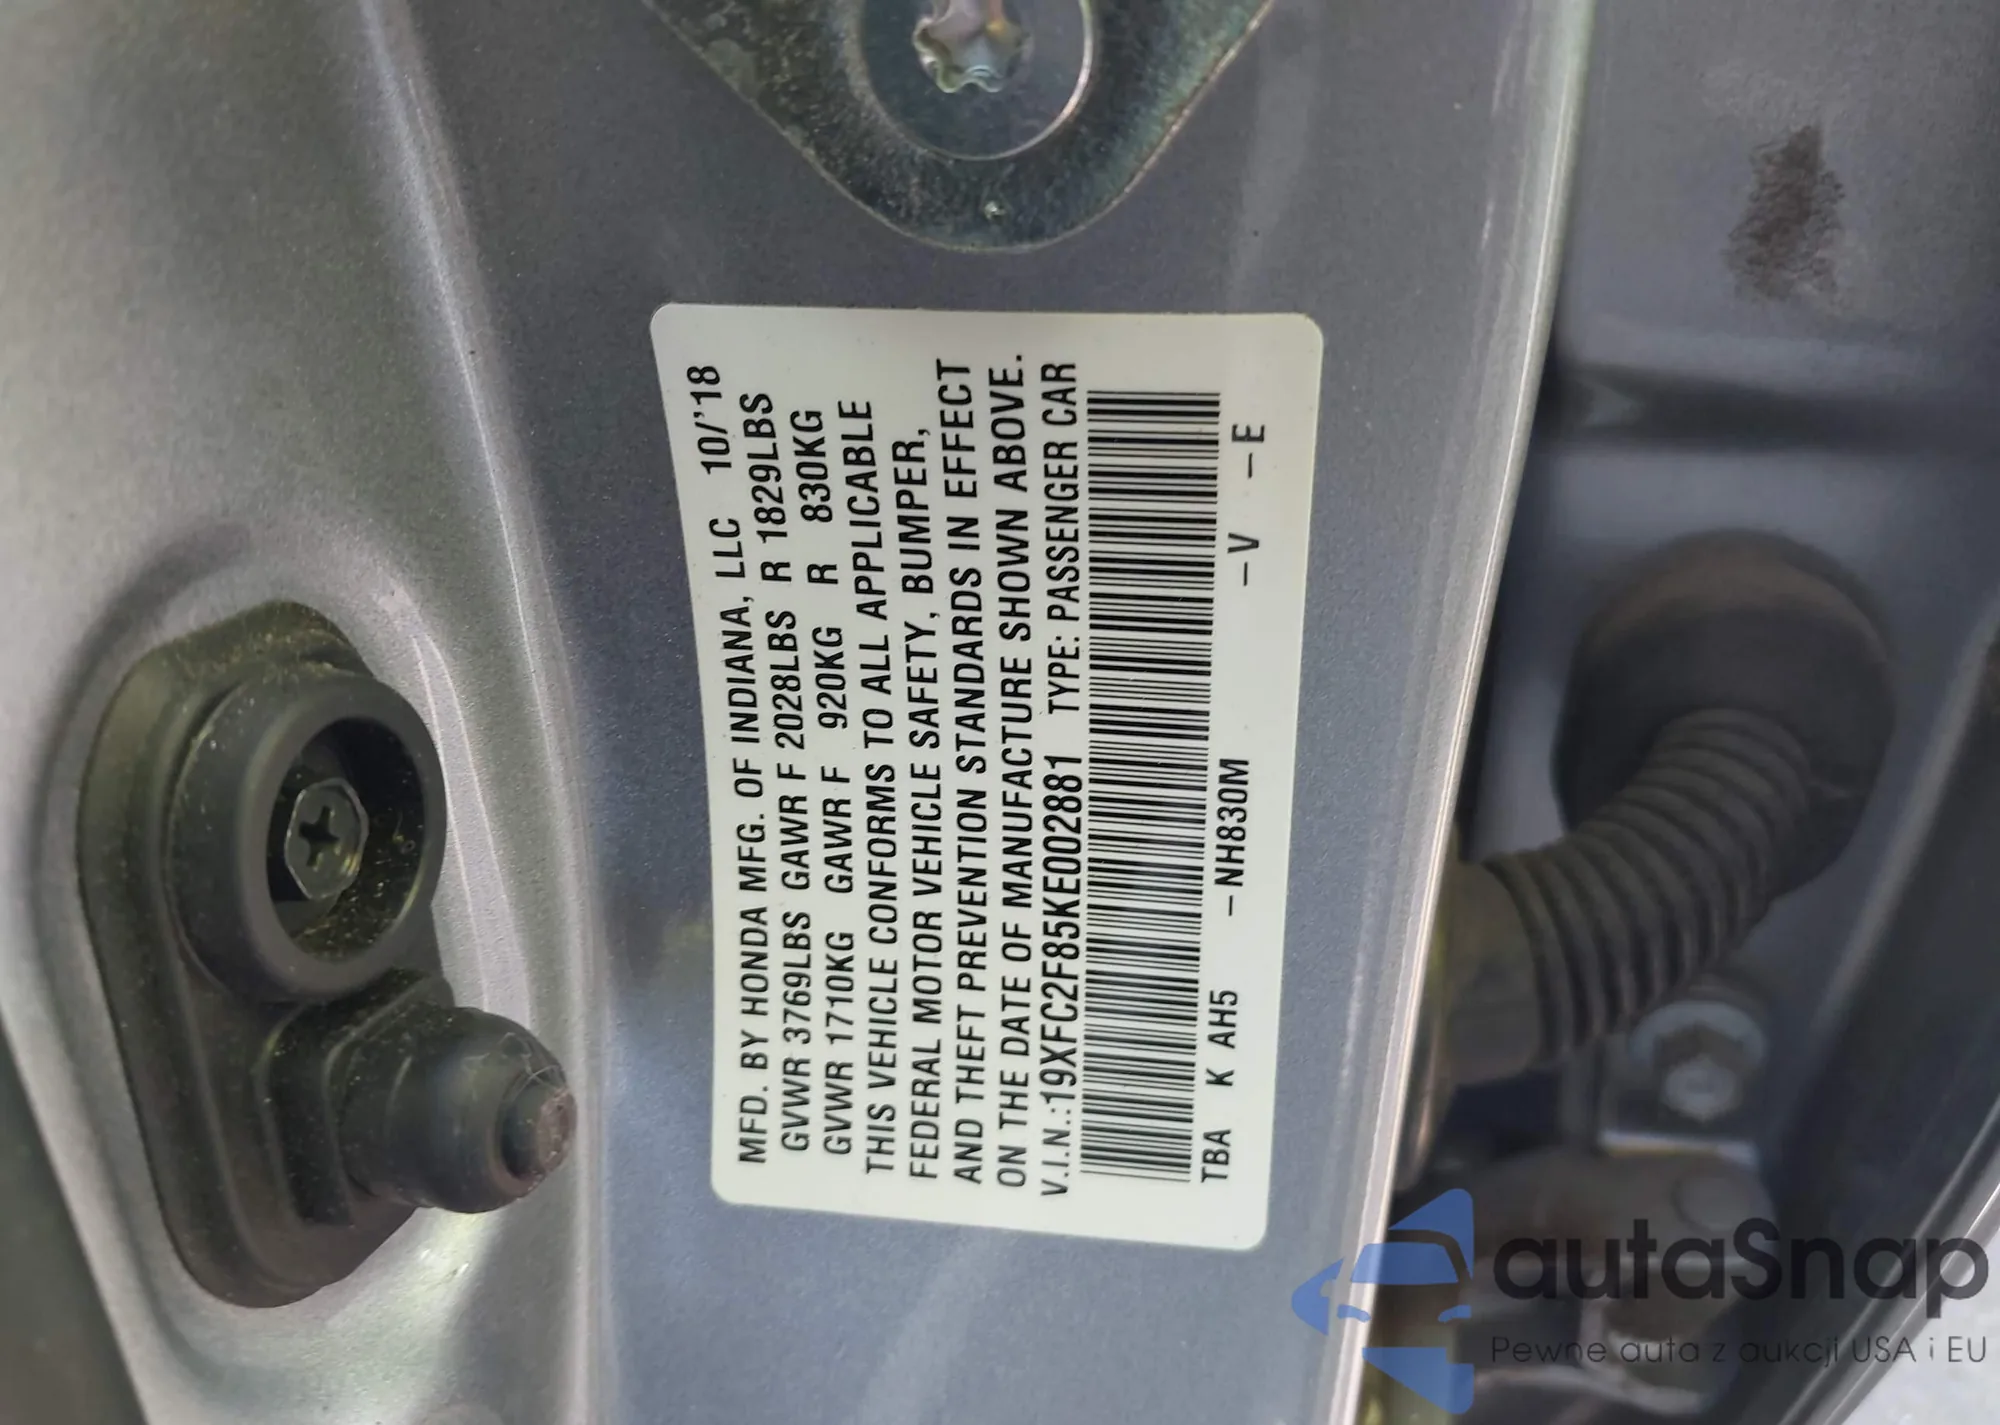 MFD. BY HONDA MFG. OF INDIANA, LLC 10/'18
GVWR 3769LBS GAWR F 2028LBS R 1829LBS
GVWR 1710KG GAWR F 920KG R 830KG
THIS VEHICLE CONFORMS TO ALL APPLICABLE
FEDERAL MOTOR VEHICLE SAFETY, BUMPER,
AND THEFT PREVENTION STANDARDS IN EFFECT
ON THE DATE OF MANUFACTURE SHOWN ABOVE.
V.I.N.:19XFC2F85KE002881 TYPE: PASSENGER CAR
TBA K AH5 –NH830M –V –E
autaSnap
Pewne auta z aukcji USA i EU